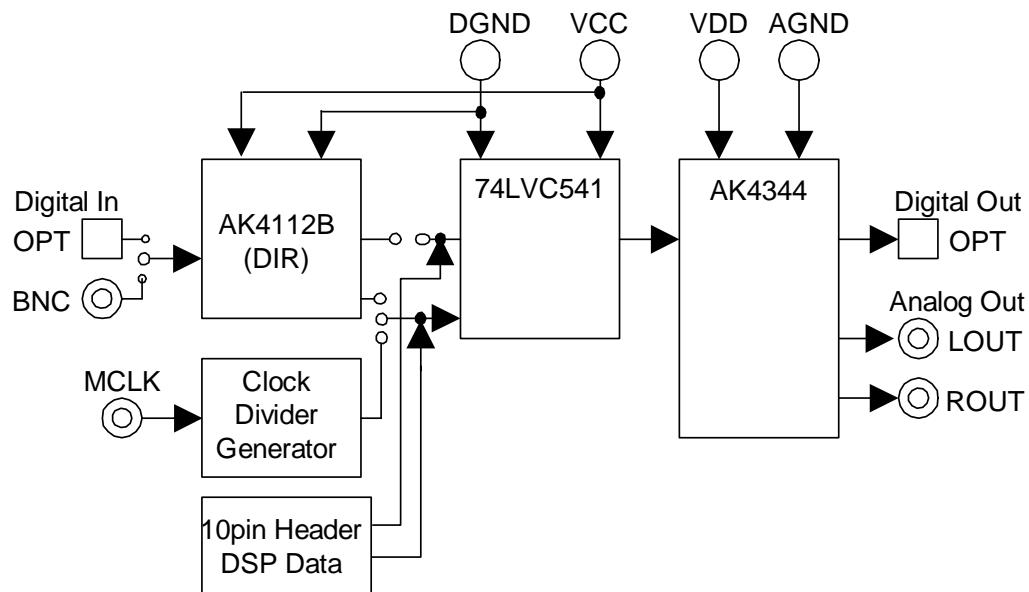 DGND
VCC
VDD
AGND
Digital In
OPT
BNC
AK4112B
(DIR)
74LVC541
AK4344
Digital Out
OPT
Analog Out
LOUT
ROUT
MCLK
Clock
Divider
Generator
10pin Header
DSP Data